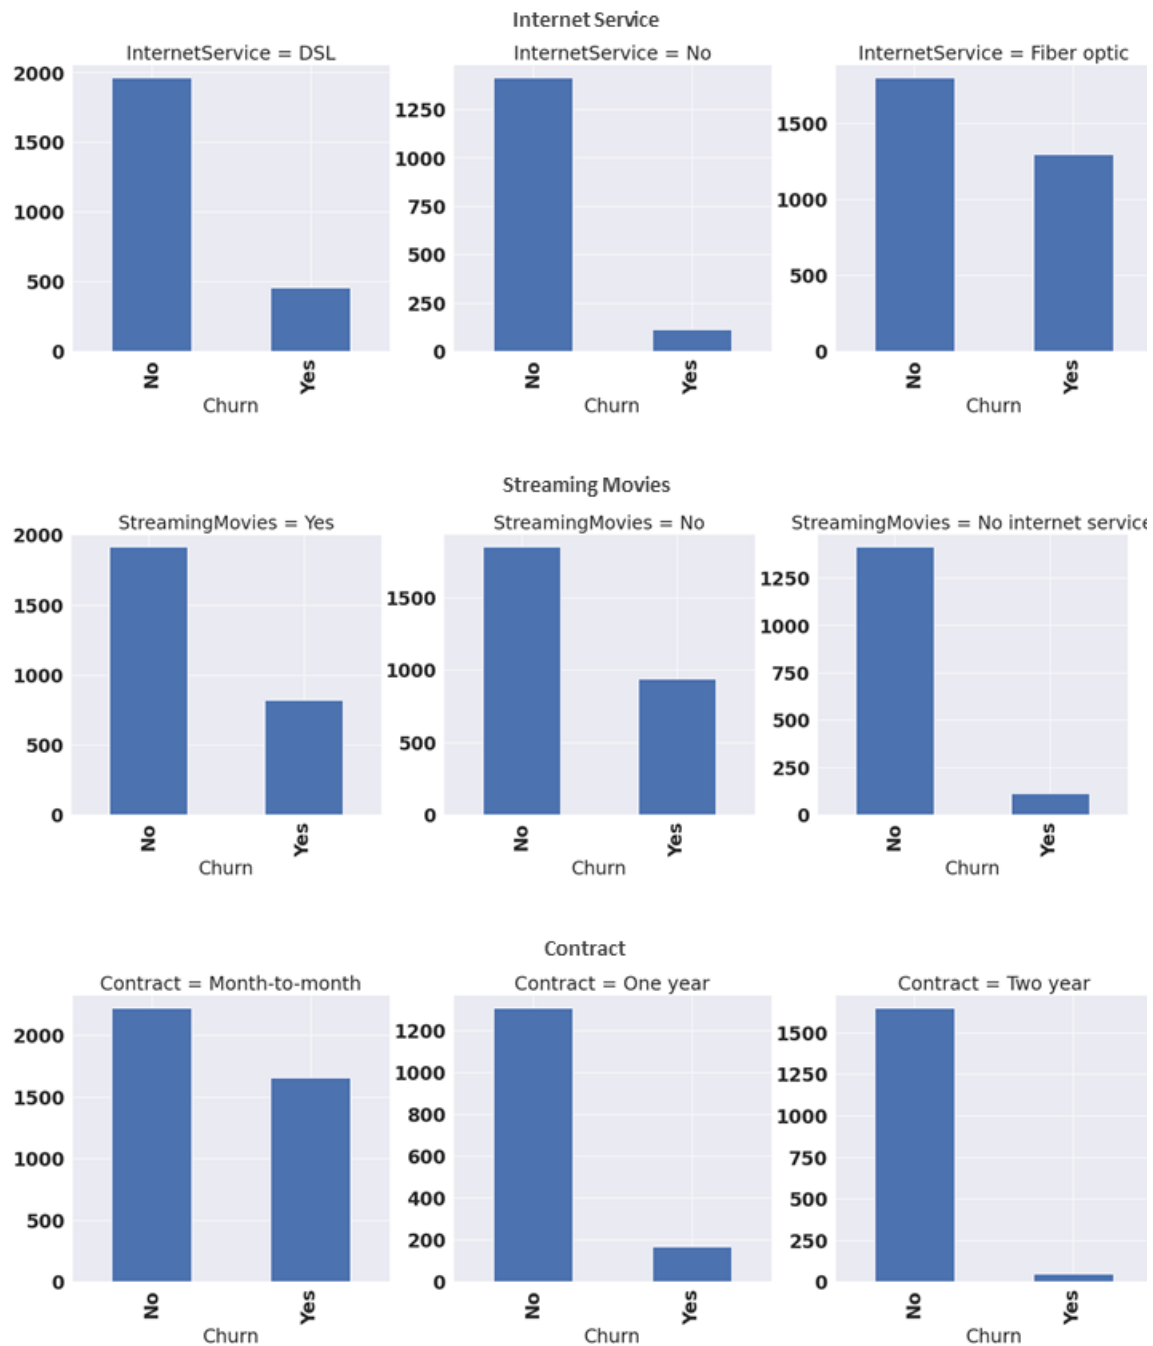 Internet Service
InternetService = DSL
InternetService = No
InternetService = Fiber optic
2000
1500
1000
500
0
No
Yes
Churn
1250
1000
750
500
250
0
No
Yes
Churn
1500
1000
500
0
No
Yes
Churn
Streaming Movies
StreamingMovies = Yes
StreamingMovies = No
StreamingMovies = No internet service
2000
1500
1000
500
0
No
Yes
Churn
1500
1000
500
0
No
Yes
Churn
1250
1000
750
500
250
0
No
Yes
Churn
Contract
Contract = Month-to-month
Contract = One year
Contract = Two year
2000
1500
1000
500
0
No
Yes
Churn
1200
1000
800
600
400
200
0
No
Yes
Churn
1500
1250
1000
750
500
250
0
No
Yes
Churn